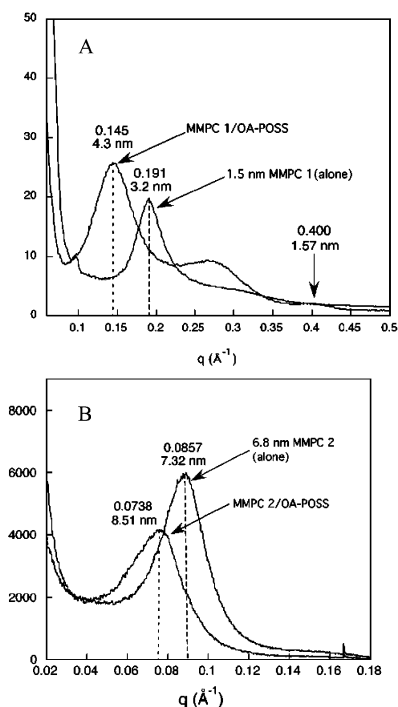 50
A
40
0.145
4.3 nm
MMPC 1/OA-POSS
30
0.191
3.2 nm
1.5 nm MMPC 1 (alone)
20
0.400
1.57 nm
10
0
0.1 0.15 0.2 0.25 0.3 0.35 0.4 0.45 0.5
q (Å-1)
8000
B
0.0857
7.32 nm
6.8 nm MMPC 2
(alone)
6000
0.0738
8.51 nm
MMPC 2/OA-POSS
4000
2000
0
0.02 0.04 0.06 0.08 0.1 0.12 0.14 0.16 0.18
q (Å-1)